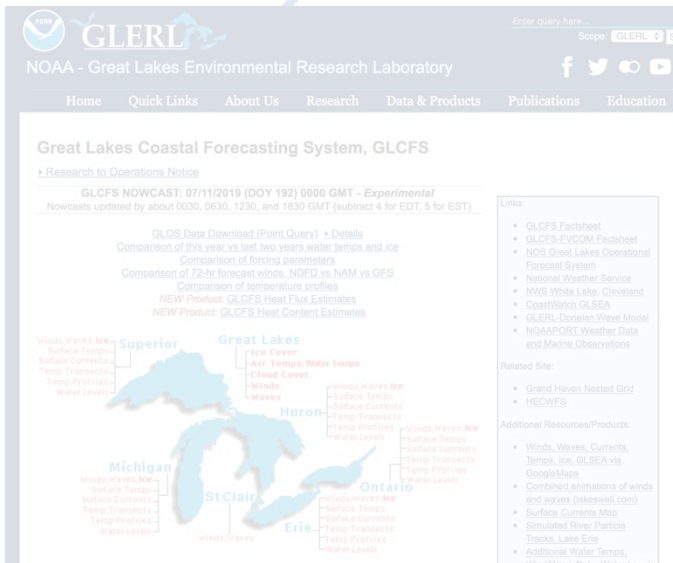 NOAA
GLERL
Enter query here...
Scope: GLERL
NOAA - Great Lakes Environmental Research Laboratory
Home Quick Links About Us Research Data & Products Publications Education
Great Lakes Coastal Forecasting System, GLCFS
Research to Operations Notice
GLCFS NOWCAST: 07/11/2019 (DOY 192) 0000 GMT - Experimental
Nowcasts updated by about 0030, 0630, 1230, and 1830 GMT (subtract 4 for EDT, 5 for EST)
GLOS Data Download (Point Query) Details
Comparison of this year vs last two years water temps and ice
Comparison of forcing parameters
Comparison of 72-hr forecast winds, NDFD vs NAM vs GFS
Comparison of temperature profiles
NEW Product: GLCFS Heat Flux Estimates
NEW Product: GLCFS Heat Content Estimates
Superior
Winds,Waves,Ice
Surface Temps
Surface Currents
Temp Transects
Temp Profiles
Water Levels
Great Lakes
Ice Cover
Air Temps,Water Temps
Cloud Cover
Winds
Waves
Huron
Winds,Waves,Ice
Surface Temps
Surface Currents
Temp Transects
Temp Profiles
Water Levels
Ontario
Winds,Waves,Ice
Surface Temps
Surface Currents
Temp Transects
Temp Profiles
Water Levels
Michigan
Winds,Waves,Ice
Surface Temps
Surface Currents
Temp Transects
Temp Profiles
Water Levels
StClair
Winds,Waves
Erie
Winds,Waves,Ice
Surface Temps
Surface Currents
Temp Transects
Temp Profiles
Water Levels
Links:
GLCFS Factsheet
GLCFS-FVCOM Factsheet
NOS Great Lakes Operational
Forecast System
National Weather Service
NWS White Lake, Cleveland
CoastWatch GLSEA
GLERL-Donelan Wave Model
NOAAPORT Weather Data
and Marine Observations
Related Site:
Grand Haven Nested Grid
HECWFS
Additional Resources/Products:
Winds, Waves, Currents,
Temps, Ice, GLSEA via
GoogleMaps
Combined animations of winds
and waves (lakeswell.com)
Surface Currents Map
Simulated River Particle
Tracks, Lake Erie
Additional Water Temps,